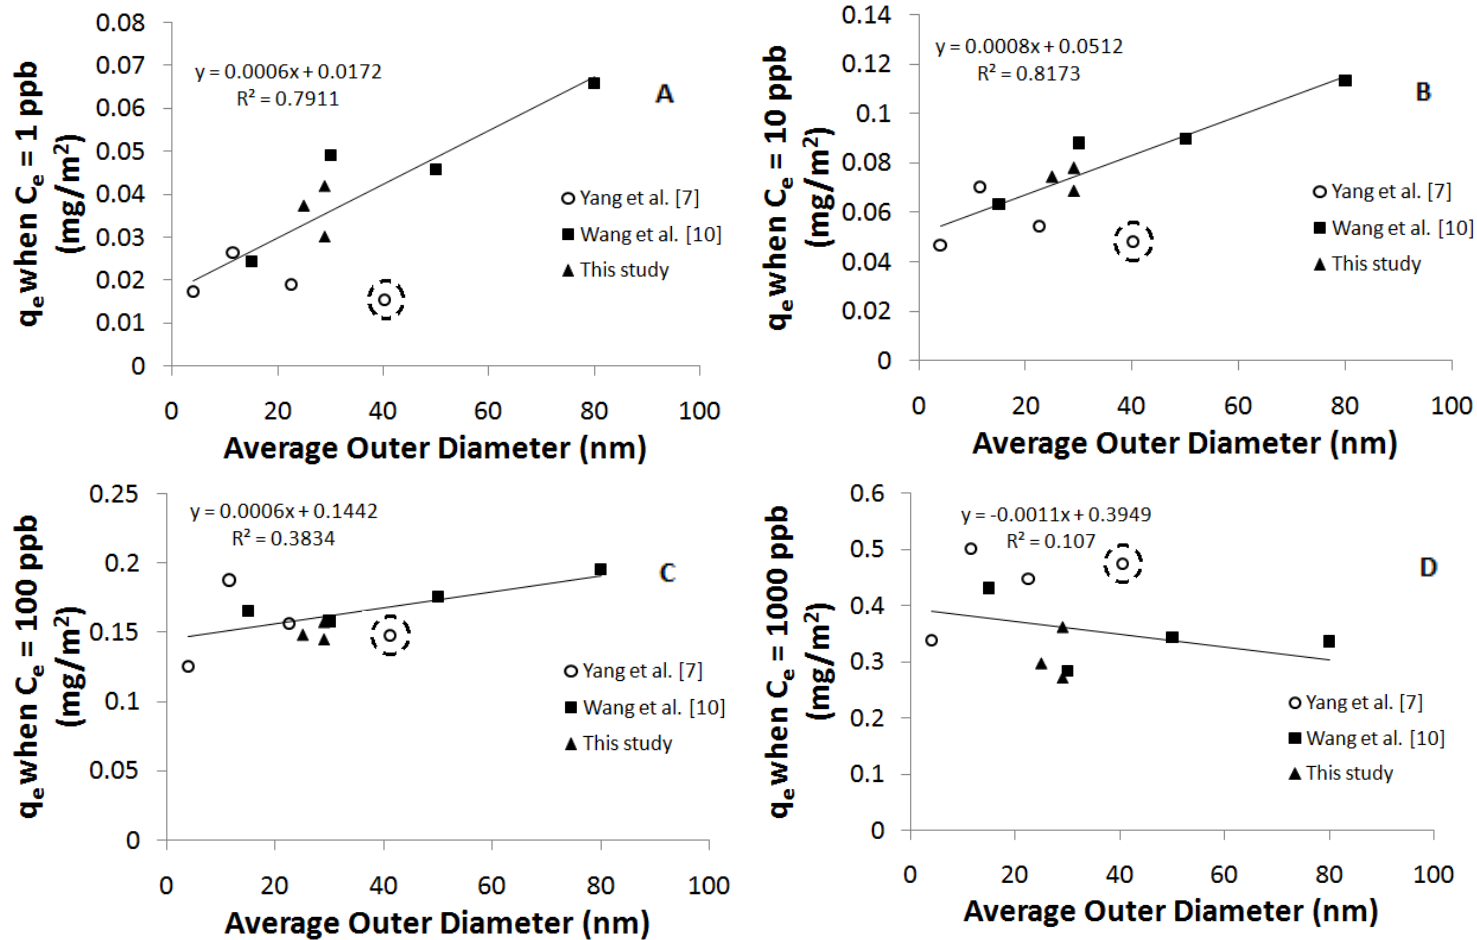 qe when Ce = 1 ppb
(mg/m²)
0.08
0.07
0.06
0.05
0.04
0.03
0.02
0.01
0
y = 0.0006x + 0.0172
R² = 0.7911
A
Yang et al. [7]
Wang et al. [10]
This study
0 20 40 60 80 100
Average Outer Diameter (nm)
qe when Ce = 10 ppb
(mg/m²)
0.14
0.12
0.1
0.08
0.06
0.04
0.02
0
y = 0.0008x + 0.0512
R² = 0.8173
B
Yang et al. [7]
Wang et al. [10]
This study
0 20 40 60 80 100
Average Outer Diameter (nm)
qe when Ce = 100 ppb
(mg/m²)
0.25
0.2
0.15
0.1
0.05
0
y = 0.0006x + 0.1442
R² = 0.3834
C
Yang et al. [7]
Wang et al. [10]
This study
0 20 40 60 80 100
Average Outer Diameter (nm)
qe when Ce = 1000 ppb
(mg/m²)
0.6
0.5
0.4
0.3
0.2
0.1
0
y = -0.0011x + 0.3949
R² = 0.107
D
Yang et al. [7]
Wang et al. [10]
This study
0 20 40 60 80 100
Average Outer Diameter (nm)